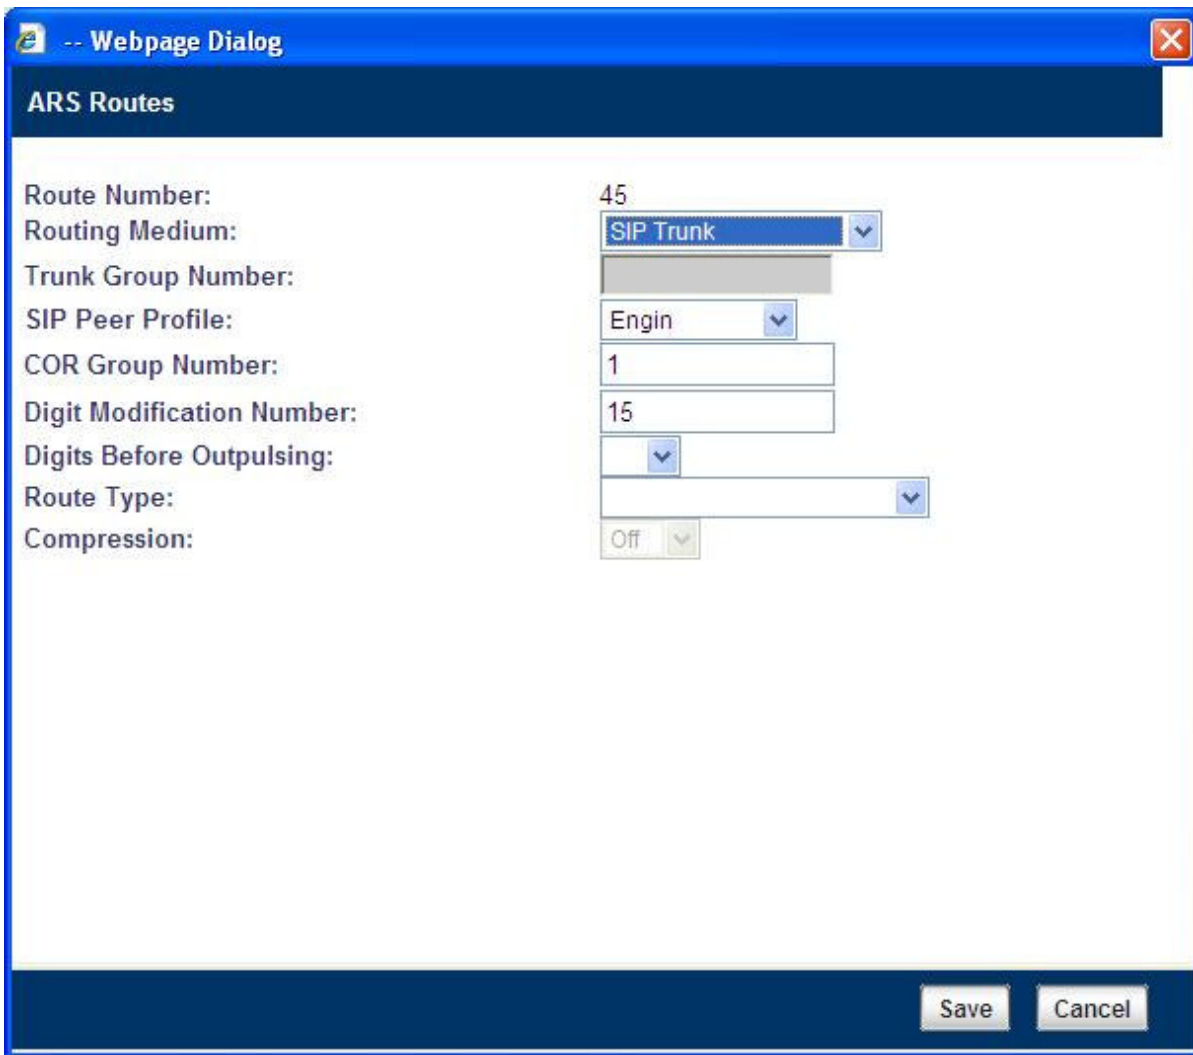 -- Webpage Dialog
ARS Routes
Route Number: 45
Routing Medium: SIP Trunk
Trunk Group Number:
SIP Peer Profile: Engin
COR Group Number: 1
Digit Modification Number: 15
Digits Before Outpulsing:
Route Type:
Compression: Off
Save Cancel